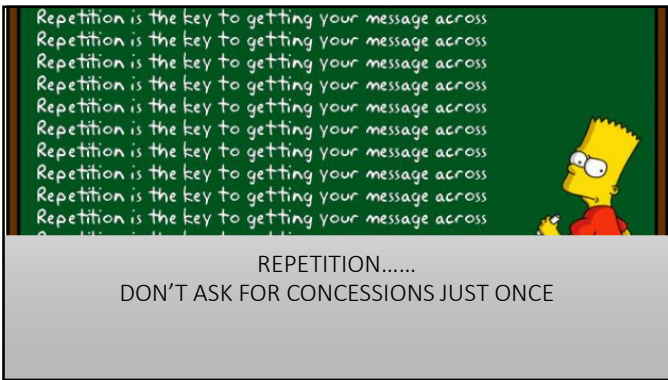 Repetition is the key to getting your message across
Repetition is the key to getting your message across
Repetition is the key to getting your message across
Repetition is the key to getting your message across
Repetition is the key to getting your message across
Repetition is the key to getting your message across
Repetition is the key to getting your message across
Repetition is the key to getting your message across
Repetition is the key to getting your message across
Repetition is the key to getting your message across
REPETITION……
DON'T ASK FOR CONCESSIONS JUST ONCE